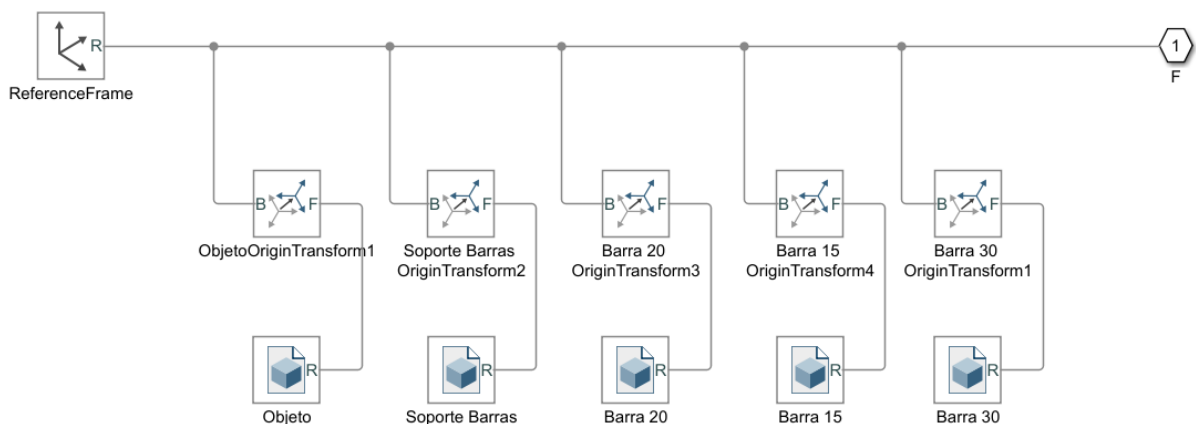 R
1
ReferenceFrame
F
B F
B F
B F
B F
B F
ObjetoOriginTransform1
Soporte Barras
OriginTransform2
Barra 20
OriginTransform3
Barra 15
OriginTransform4
Barra 30
OriginTransform1
R
R
R
R
R
Objeto
Soporte Barras
Barra 20
Barra 15
Barra 30